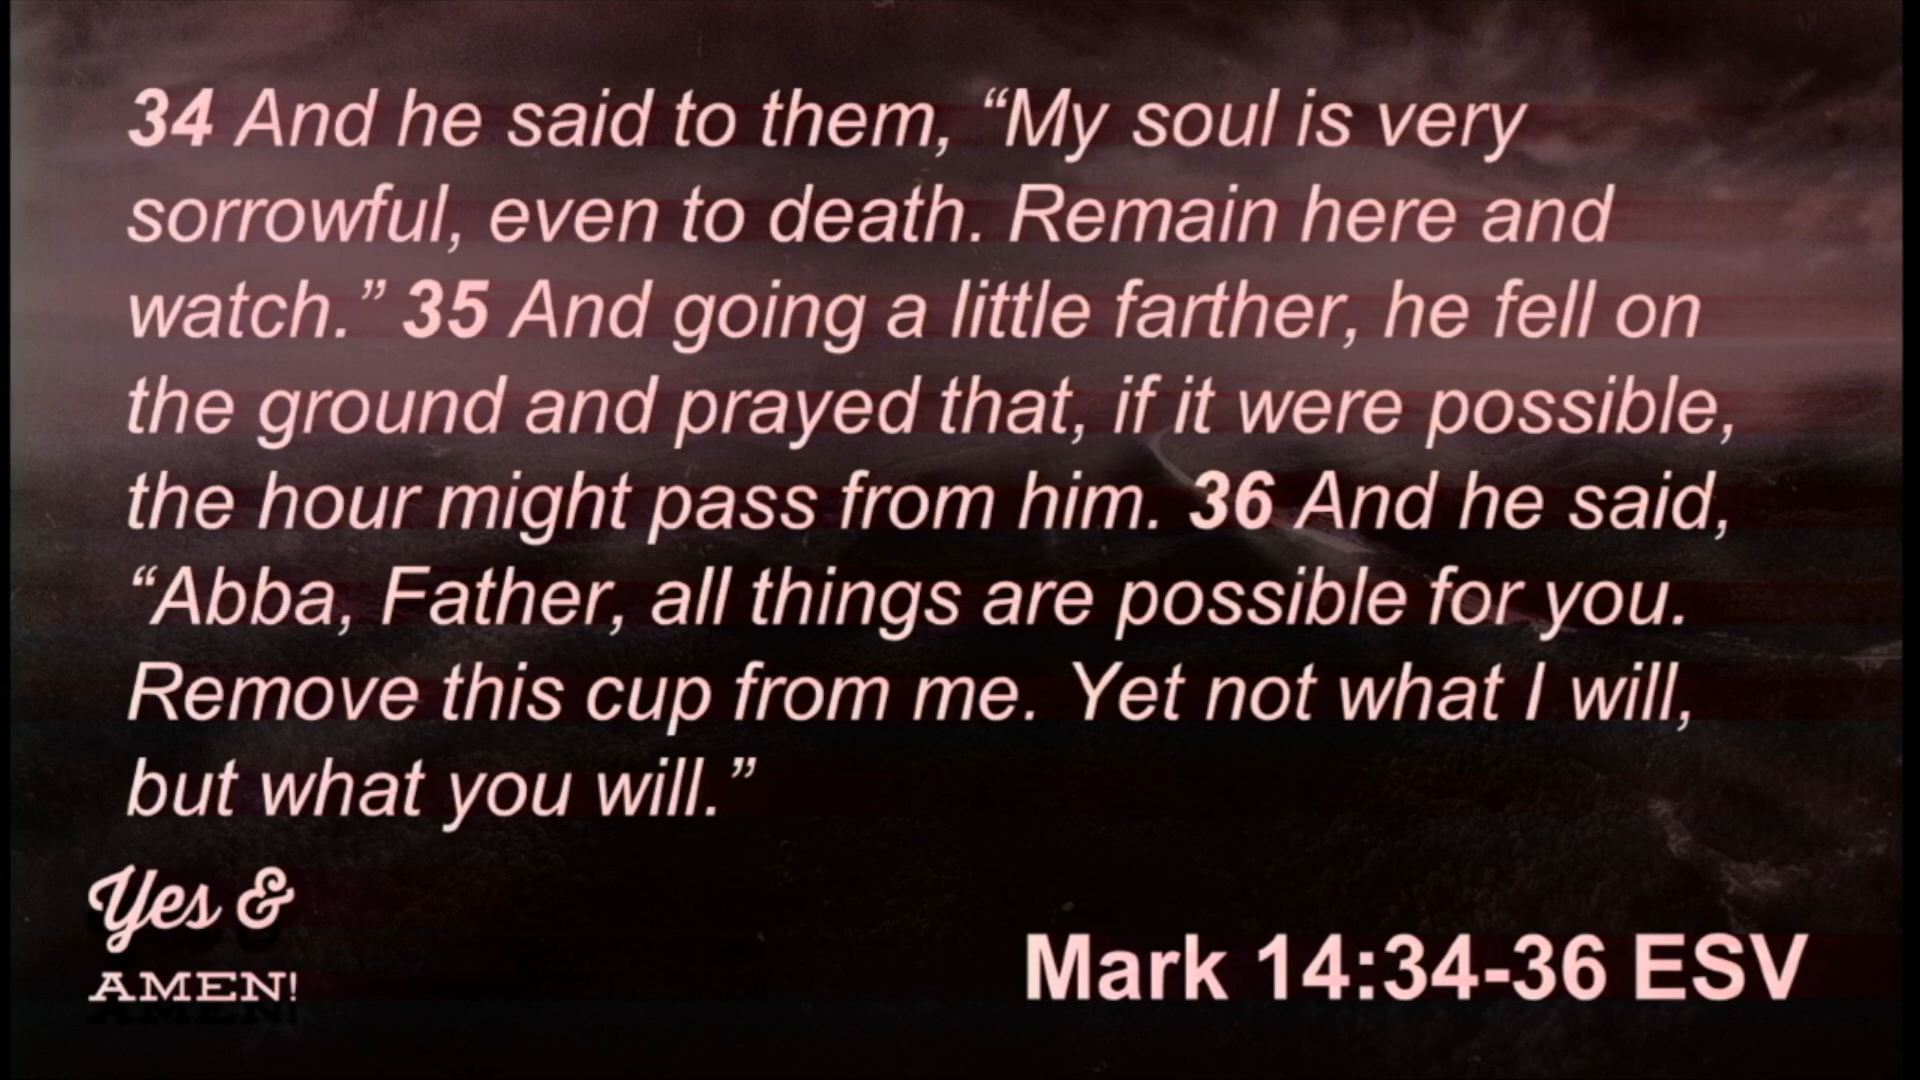 34 And he said to them, “My soul is very
sorrowful, even to death. Remain here and
watch.” 35 And going a little farther, he fell on
the ground and prayed that, if it were possible,
the hour might pass from him. 36 And he said,
“Abba, Father, all things are possible for you.
Remove this cup from me. Yet not what I will,
but what you will.”
Yes &
AMEN!
Mark 14:34-36 ESV